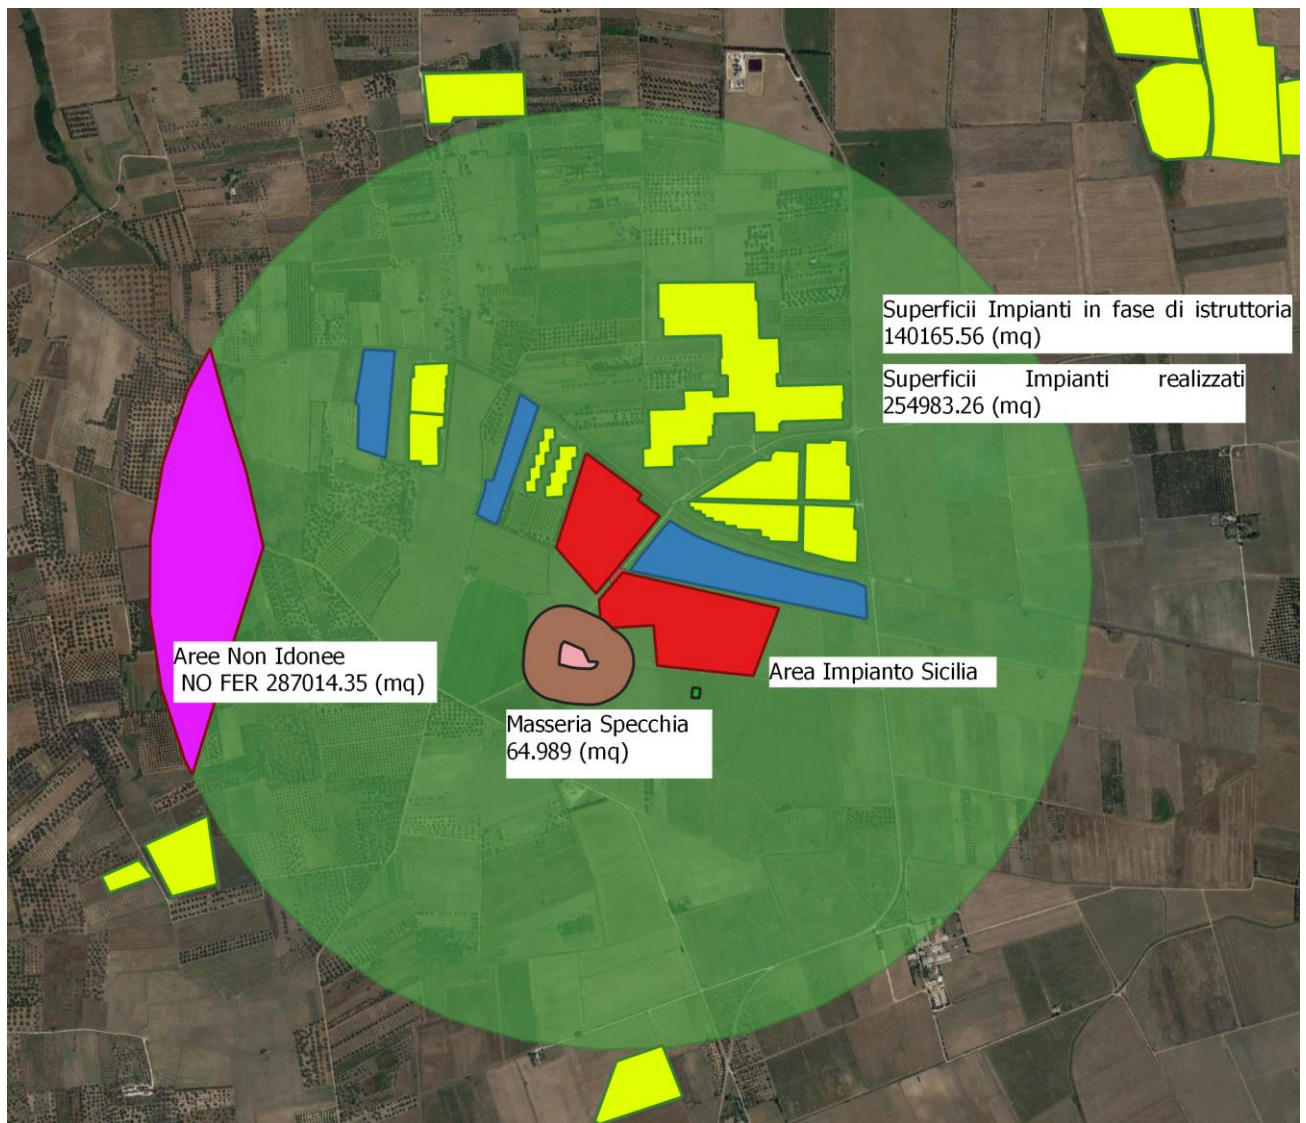 Superficii Impianti in fase di istruttoria
140165.56 (mq)
Superficii Impianti realizzati
254983.26 (mq)
Aree Non Idonee
NO FER 287014.35 (mq)
Area Impianto Sicilia
Masseria Specchia
64.989 (mq)